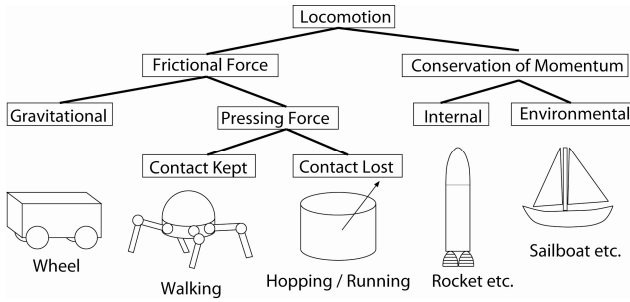 Locomotion
Frictional Force
Conservation of Momentum
Gravitational
Pressing Force
Internal
Environmental
Contact Kept
Contact Lost
Wheel
Walking
Hopping / Running
Rocket etc.
Sailboat etc.